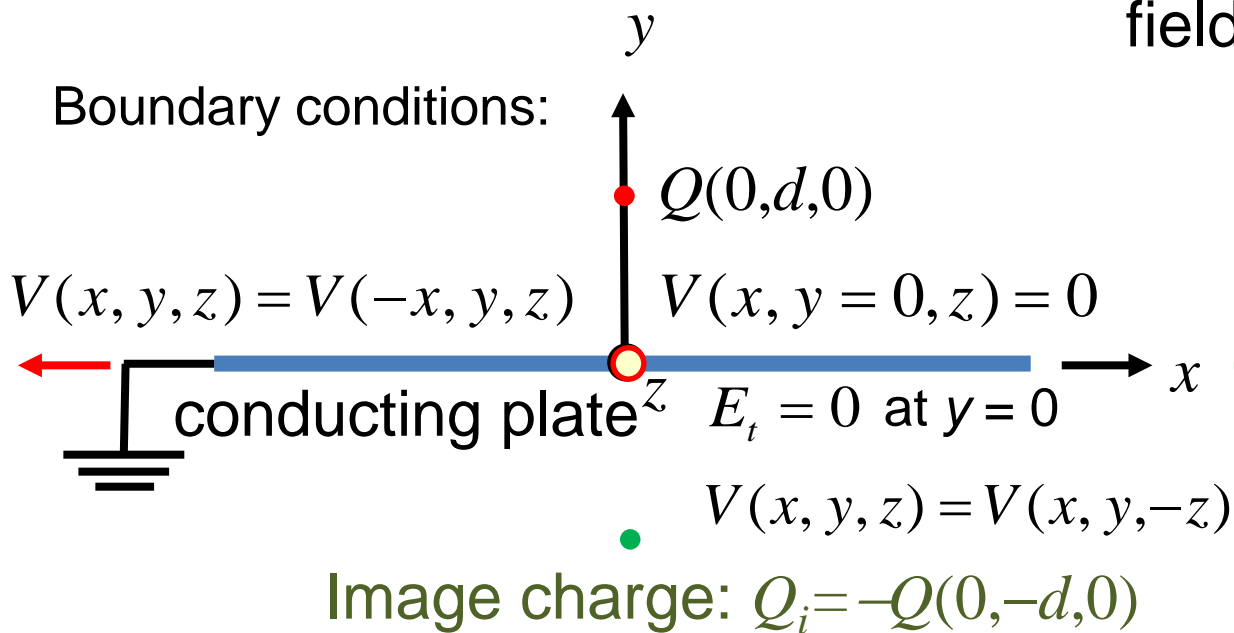 field
y
Boundary conditions:
Q(0,d,0)
V(x, y, z) = V(−x, y, z)
V(x, y = 0, z) = 0
x
z
conducting plate
E_t = 0 at y = 0
V(x, y, z) = V(x, y,−z)
Image charge: Q_i = −Q(0,−d,0)